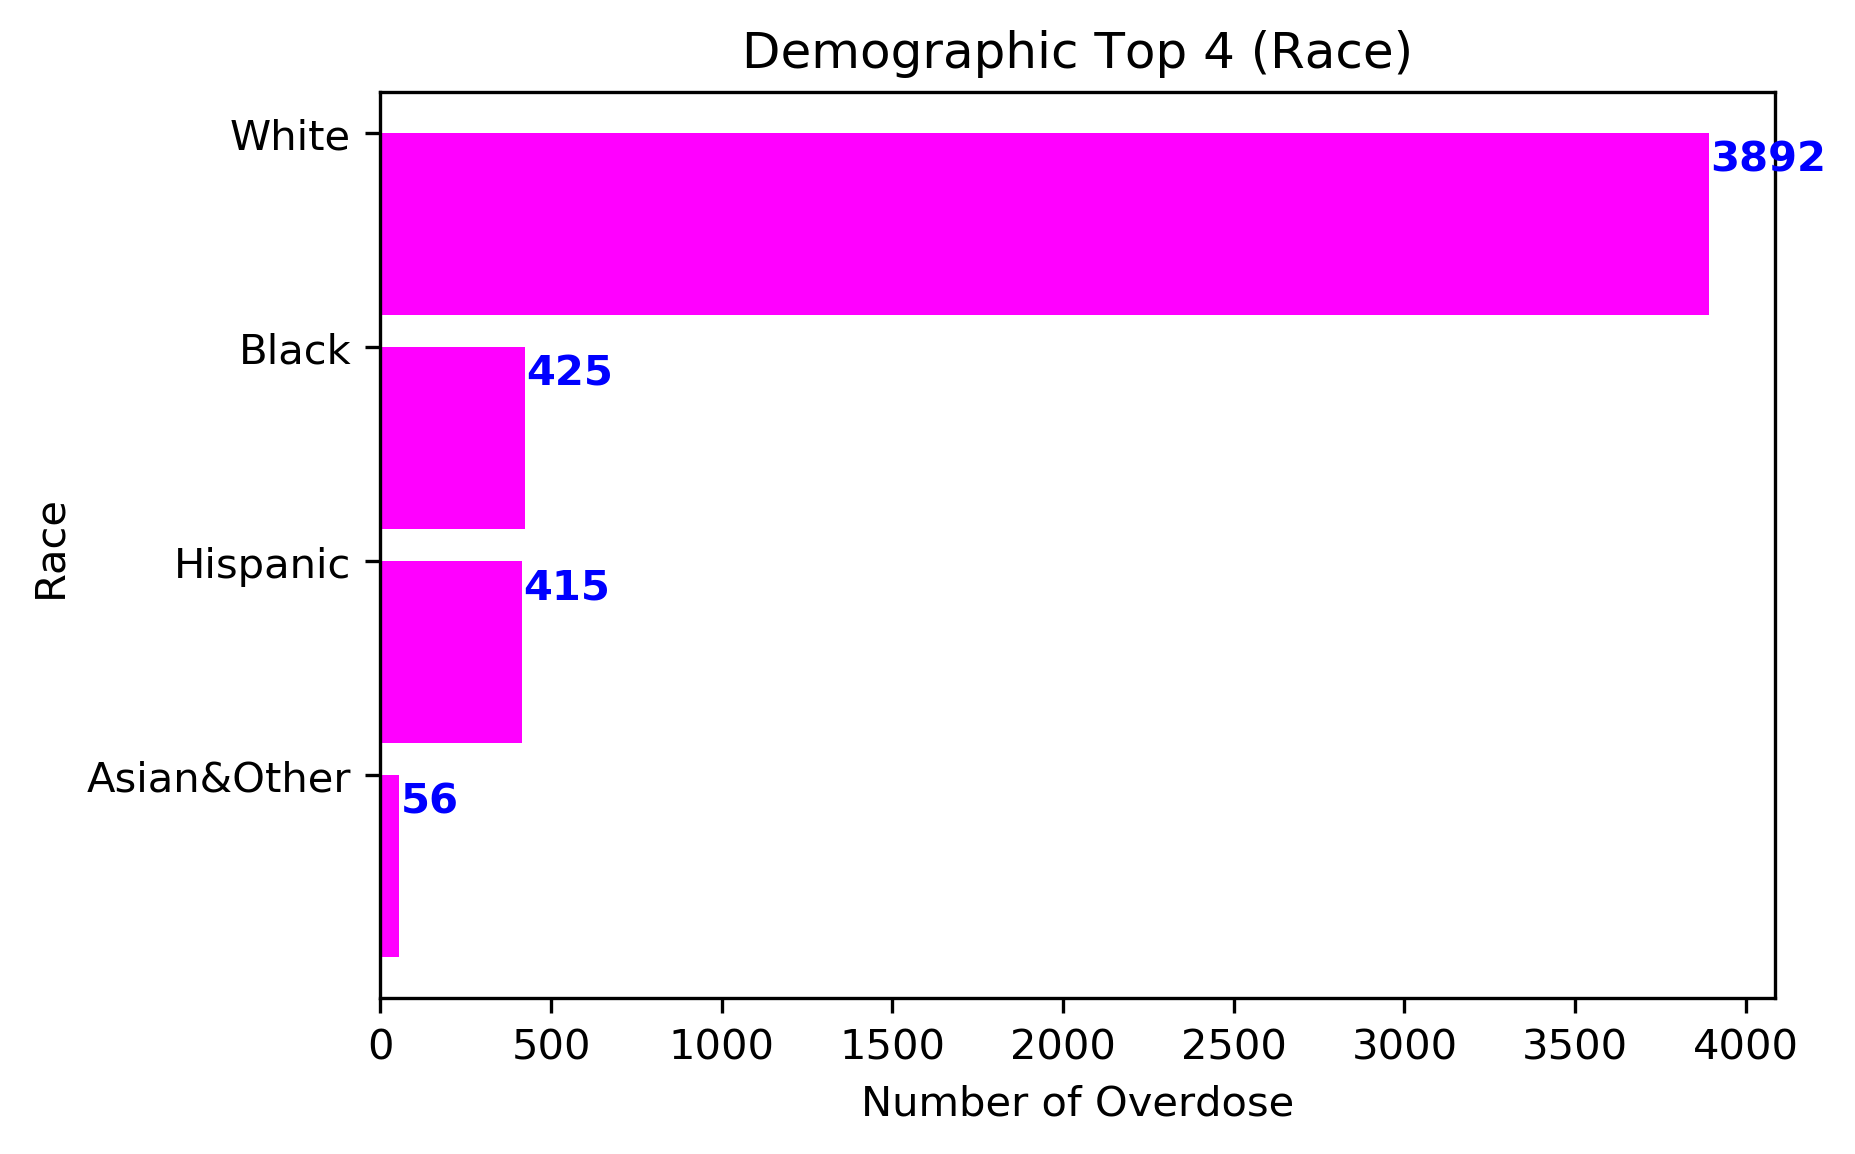 Demographic Top 4 (Race)
White
3892
Black
425
Hispanic
415
Asian&Other
56
Race
0 500 1000 1500 2000 2500 3000 3500 4000
Number of Overdose